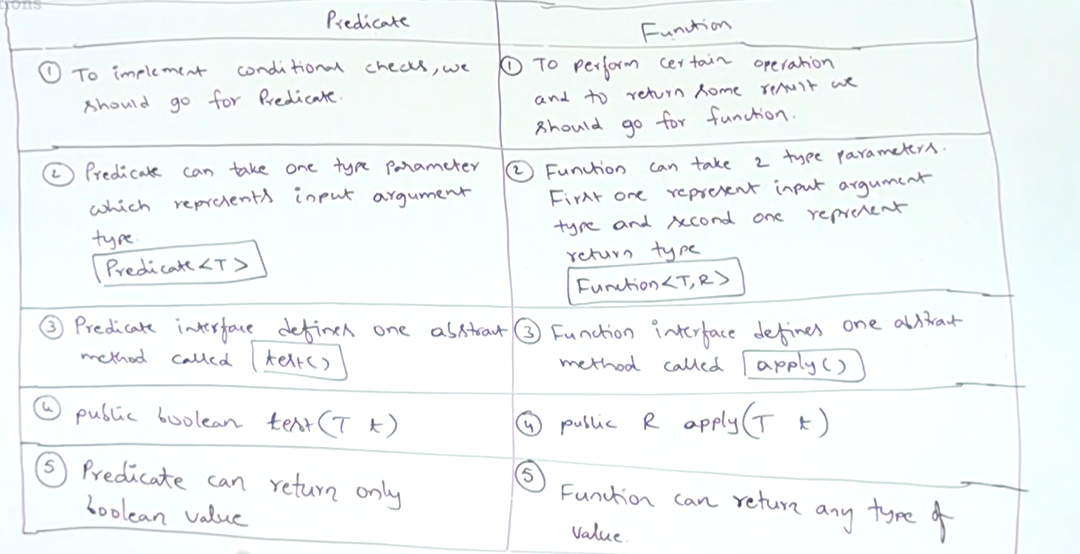 Predicate
Function
① To implement conditional checks, we
should go for Predicate.
① To perform certain operation
and to return some result we
should go for function.
② Predicate can take one type parameter
which represents input argument
type.
Predicate<T>
② Function can take 2 type parameters.
First one represent input argument
type and second one represent
return type
Function<T,R>
③ Predicate interface defines one abstract
method called test()
③ Function interface defines one abstract
method called apply()
④ public boolean test(T t)
④ public R apply(T t)
⑤ Predicate can return only
boolean value
⑤ Function can return any type of
value.